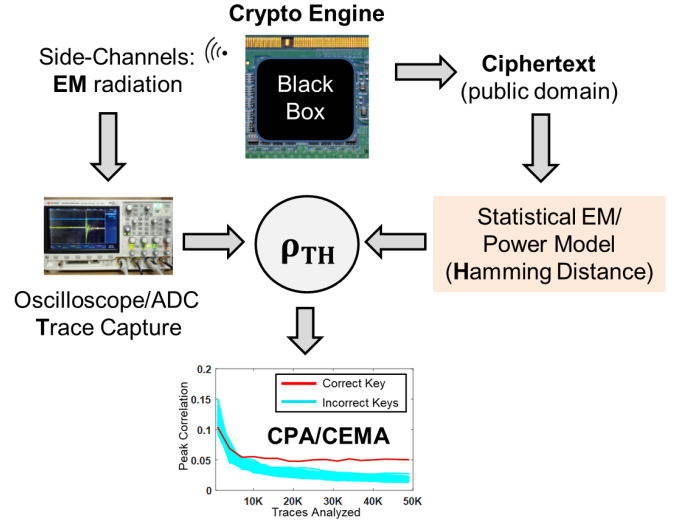 Crypto Engine
Side-Channels:
EM radiation
Black
Box
Ciphertext
(public domain)
ρTH
Statistical EM/
Power Model
(Hamming Distance)
Oscilloscope/ADC
Trace Capture
0.2
0.15
0.1
0.05
0
Peak Correlation
Correct Key
Incorrect Keys
CPA/CEMA
10K 20K 30K 40K 50K
Traces Analyzed